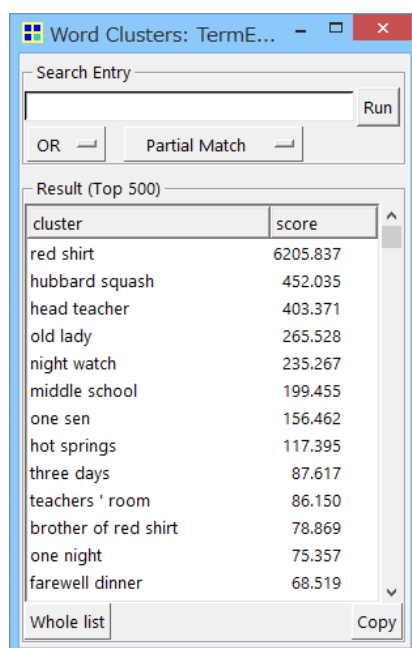 Word Clusters: TermE...
Search Entry
Run
OR Partial Match
Result (Top 500)
cluster score
red shirt 6205.837
hubbard squash 452.035
head teacher 403.371
old lady 265.528
night watch 235.267
middle school 199.455
one sen 156.462
hot springs 117.395
three days 87.617
teachers ' room 86.150
brother of red shirt 78.869
one night 75.357
farewell dinner 68.519
Whole list Copy